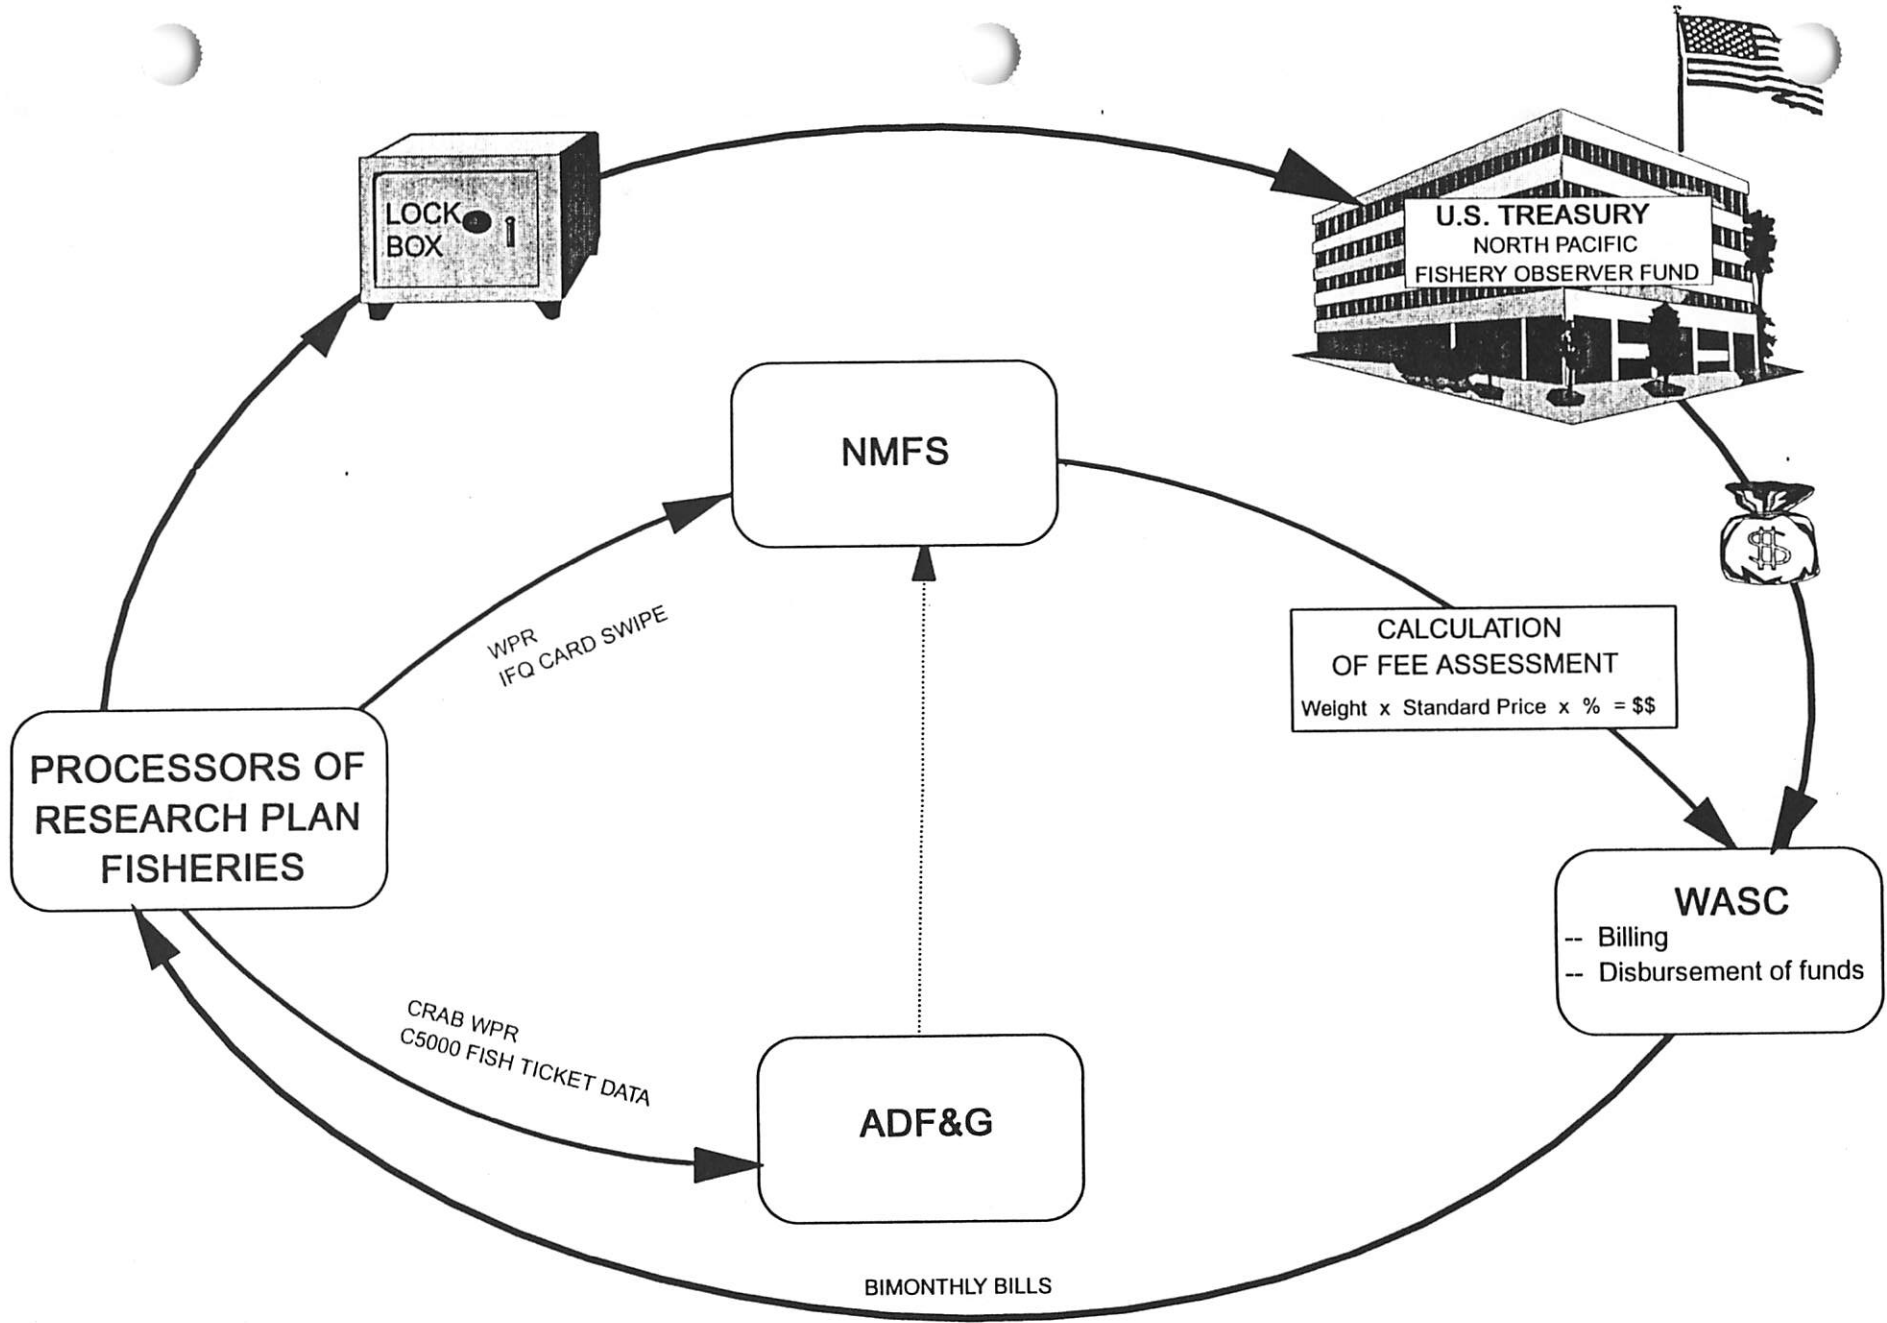 LOCK
BOX
U.S. TREASURY
NORTH PACIFIC
FISHERY OBSERVER FUND
NMFS
$
WPR
IFQ CARD SWIPE
CALCULATION
OF FEE ASSESSMENT
Weight x Standard Price x % = $$
PROCESSORS OF
RESEARCH PLAN
FISHERIES
WASC
-- Billing
-- Disbursement of funds
CRAB WPR
C5000 FISH TICKET DATA
ADF&G
BIMONTHLY BILLS